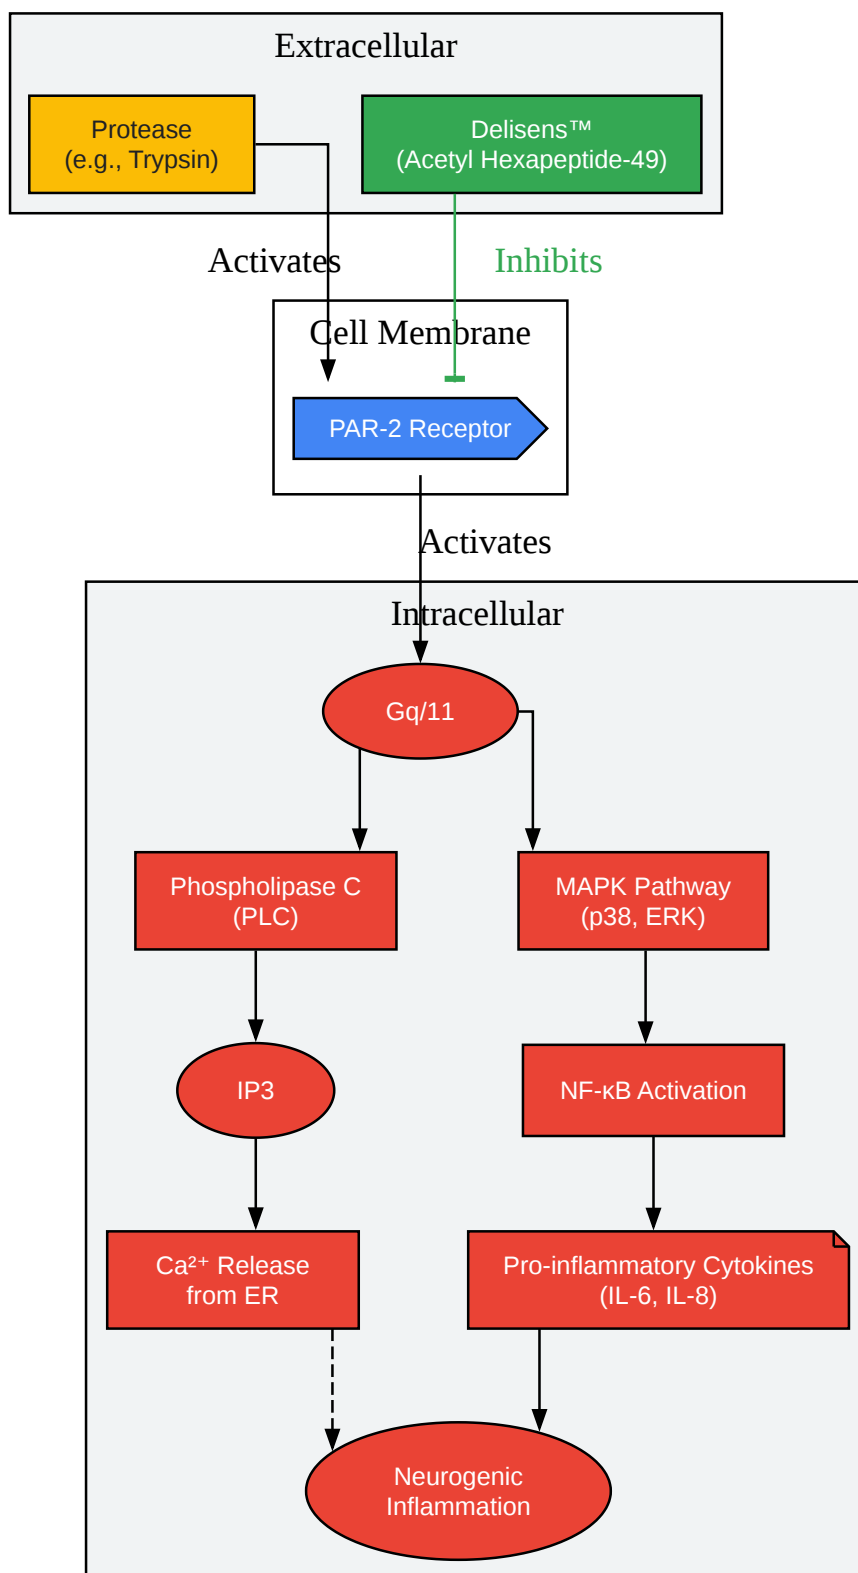 Extracellular
Protease
(e.g., Trypsin)
Delisens™
(Acetyl Hexapeptide-49)
Activates
Inhibits
Cell Membrane
PAR-2 Receptor
Activates
Intracellular
Gq/11
Phospholipase C
(PLC)
MAPK Pathway
(p38, ERK)
IP3
NF-κB Activation
Ca²⁺ Release
from ER
Pro-inflammatory Cytokines
(IL-6, IL-8)
Neurogenic
Inflammation